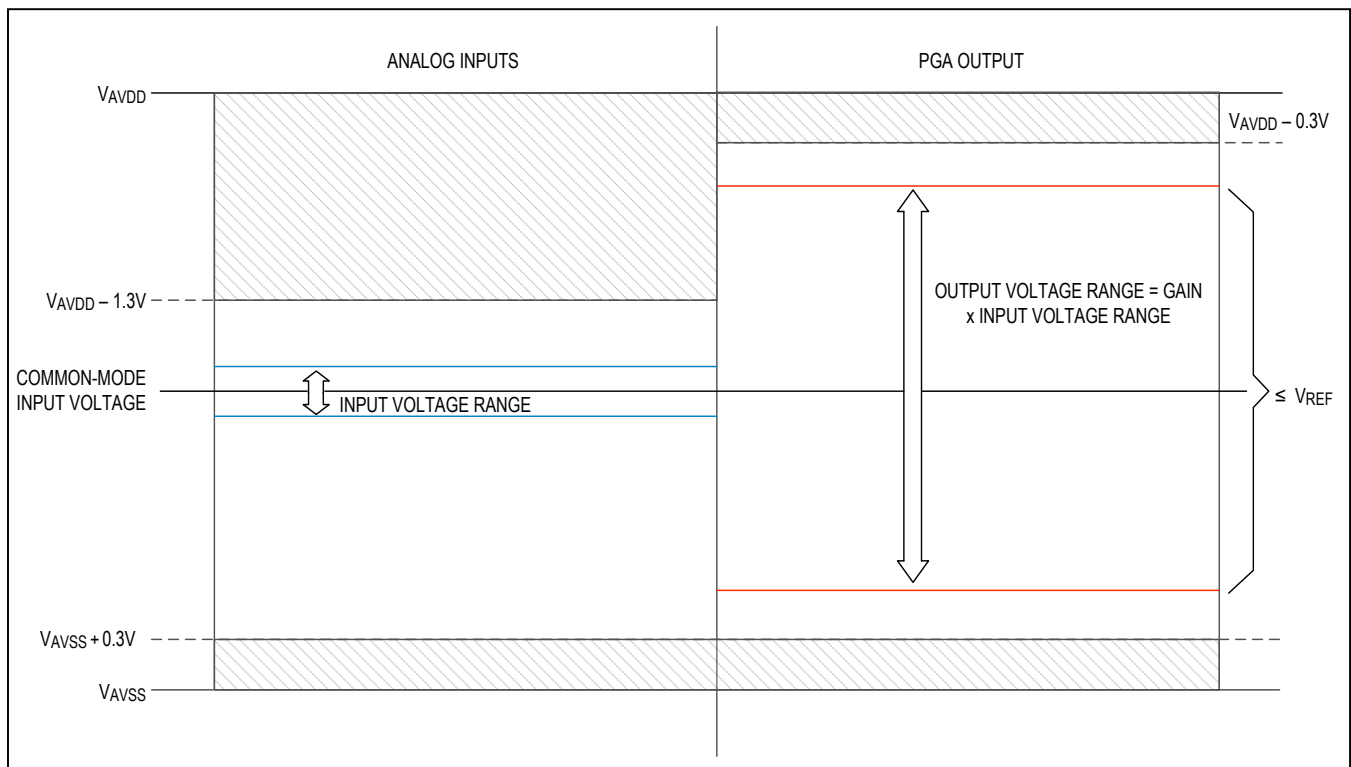 ANALOG INPUTS
PGA OUTPUT
VAVDD
VAVDD – 0.3V
VAVDD – 1.3V
OUTPUT VOLTAGE RANGE = GAIN
x INPUT VOLTAGE RANGE
COMMON-MODE
INPUT VOLTAGE
INPUT VOLTAGE RANGE
≤ VREF
VAVSS + 0.3V
VAVSS